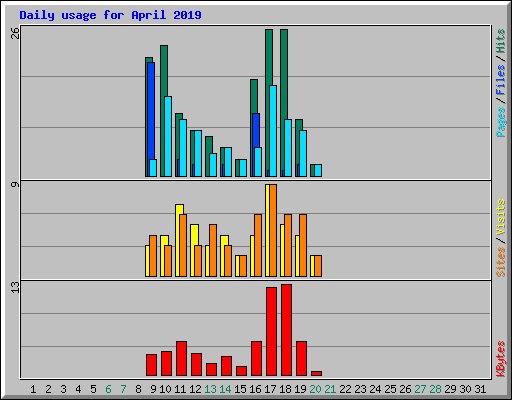 Daily usage for April 2019
26
Pages / Files / Hits
9
Sites / Visits
13
KBytes
1 2 3 4 5 6 7 8 9 10 11 12 13 14 15 16 17 18 19 20 21 22 23 24 25 26 27 28 29 30 31